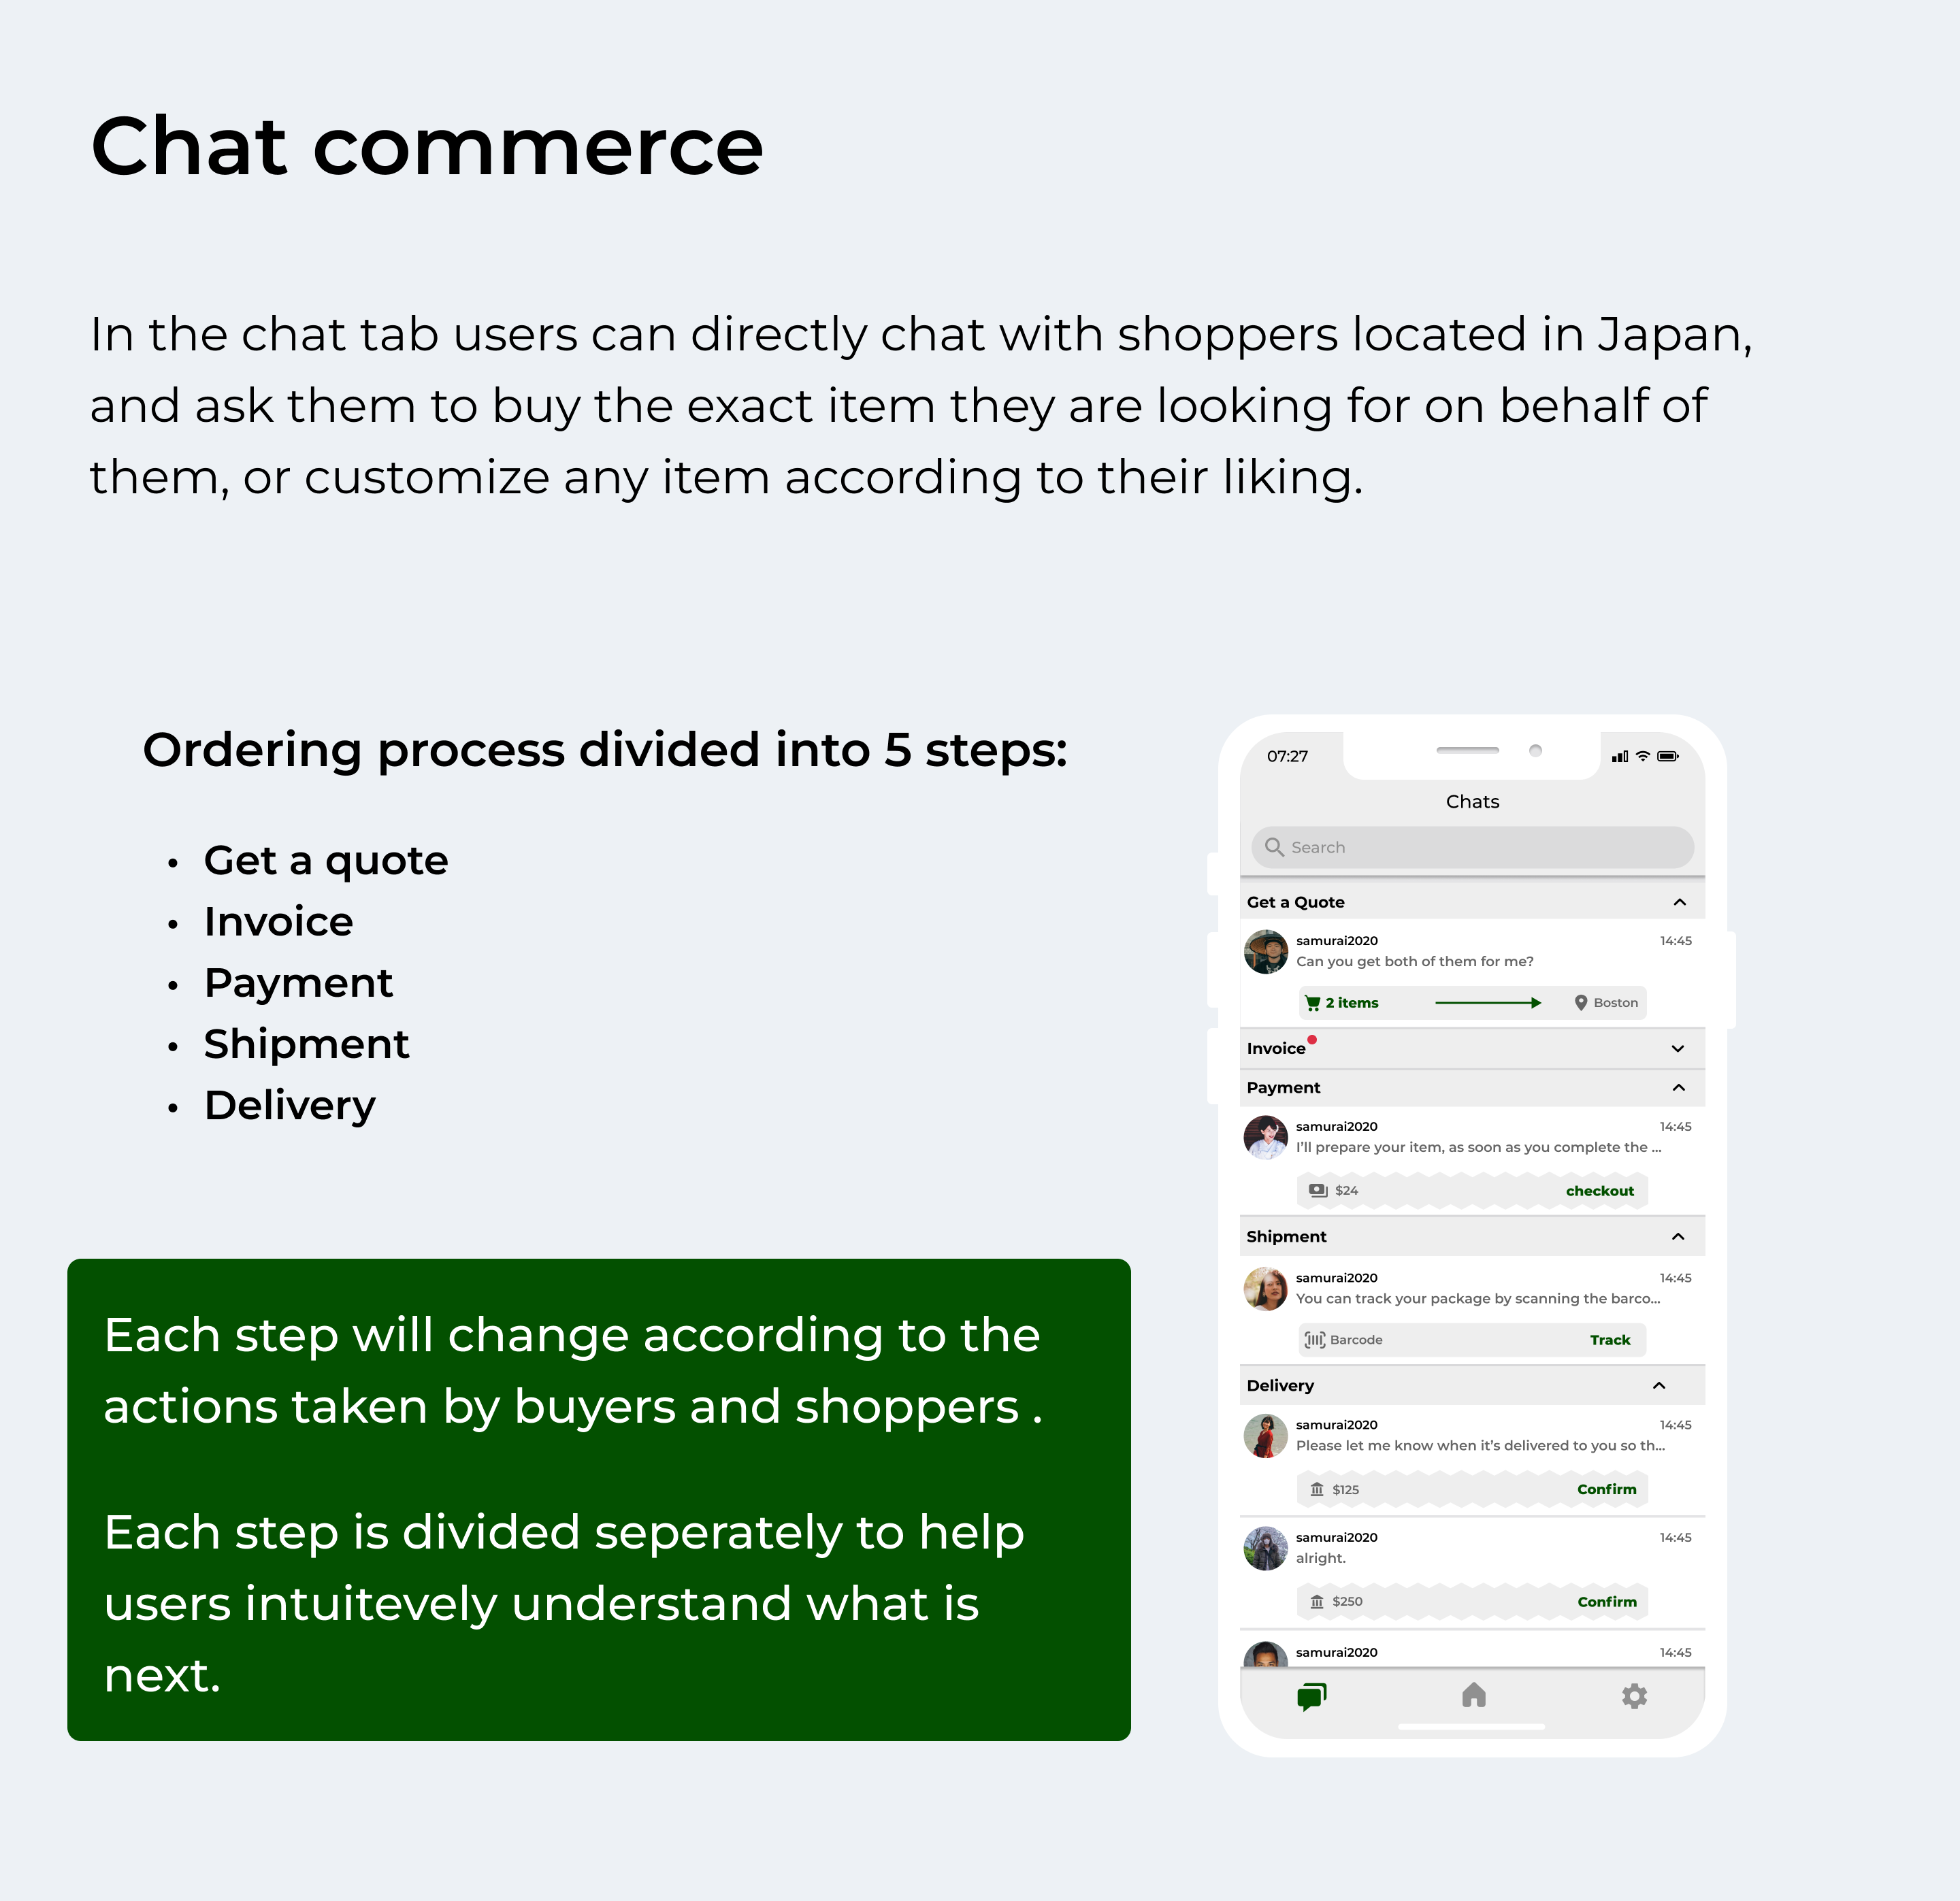 Chat commerce
In the chat tab users can directly chat with shoppers located in Japan,
and ask them to buy the exact item they are looking for on behalf of
them, or customize any item according to their liking.
Ordering process divided into 5 steps:
• Get a quote
• Invoice
• Payment
• Shipment
• Delivery
Each step will change according to the
actions taken by buyers and shoppers .
Each step is divided seperately to help
users intuitevely understand what is
next.
07:27
Chats
Search
Get a Quote
samurai2020 14:45
Can you get both of them for me?
2 items Boston
Invoice
Payment
samurai2020 14:45
I'll prepare your item, as soon as you complete the ...
$24 checkout
Shipment
samurai2020 14:45
You can track your package by scanning the barco...
Barcode Track
Delivery
samurai2020 14:45
Please let me know when it's delivered to you so th...
$125 Confirm
samurai2020 14:45
alright.
$250 Confirm
samurai2020 14:45